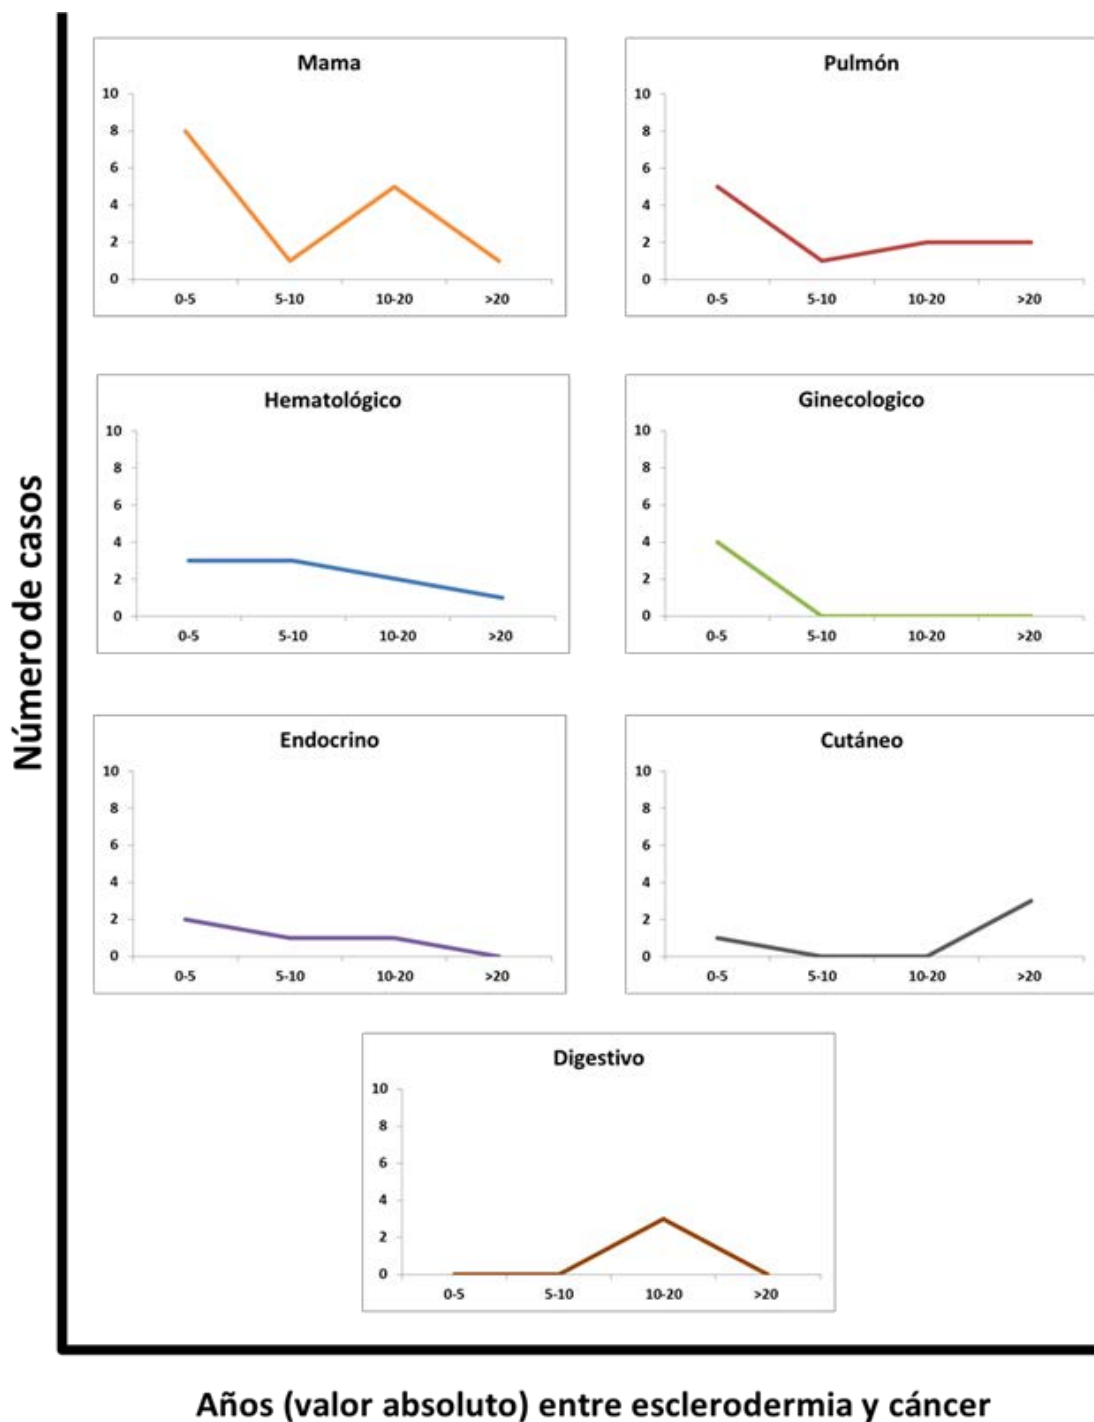 Mama
10
8
6
4
2
0
0-5 5-10 10-20 >20
Pulmón
10
8
6
4
2
0
0-5 5-10 10-20 >20
Hematológico
10
8
6
4
2
0
0-5 5-10 10-20 >20
Ginecologico
10
8
6
4
2
0
0-5 5-10 10-20 >20
Endocrino
10
8
6
4
2
0
0-5 5-10 10-20 >20
Cutáneo
10
8
6
4
2
0
0-5 5-10 10-20 >20
Digestivo
10
8
6
4
2
0
0-5 5-10 10-20 >20
Número de casos
Años (valor absoluto) entre esclerodermia y cáncer